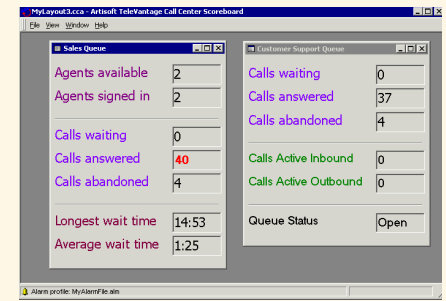 MyLayout3.cca - Artisoft TeleVantage Call Center Scoreboard
File View Window Help
Sales Queue
Agents available 2
Agents signed in 2
Calls waiting 0
Calls answered 40
Calls abandoned 4
Longest wait time 14:53
Average wait time 1:25
Customer Support Queue
Calls waiting 0
Calls answered 37
Calls abandoned 4
Calls Active Inbound 0
Calls Active Outbound 0
Queue Status Open
Alarm profile: MyAlarmFile.alm